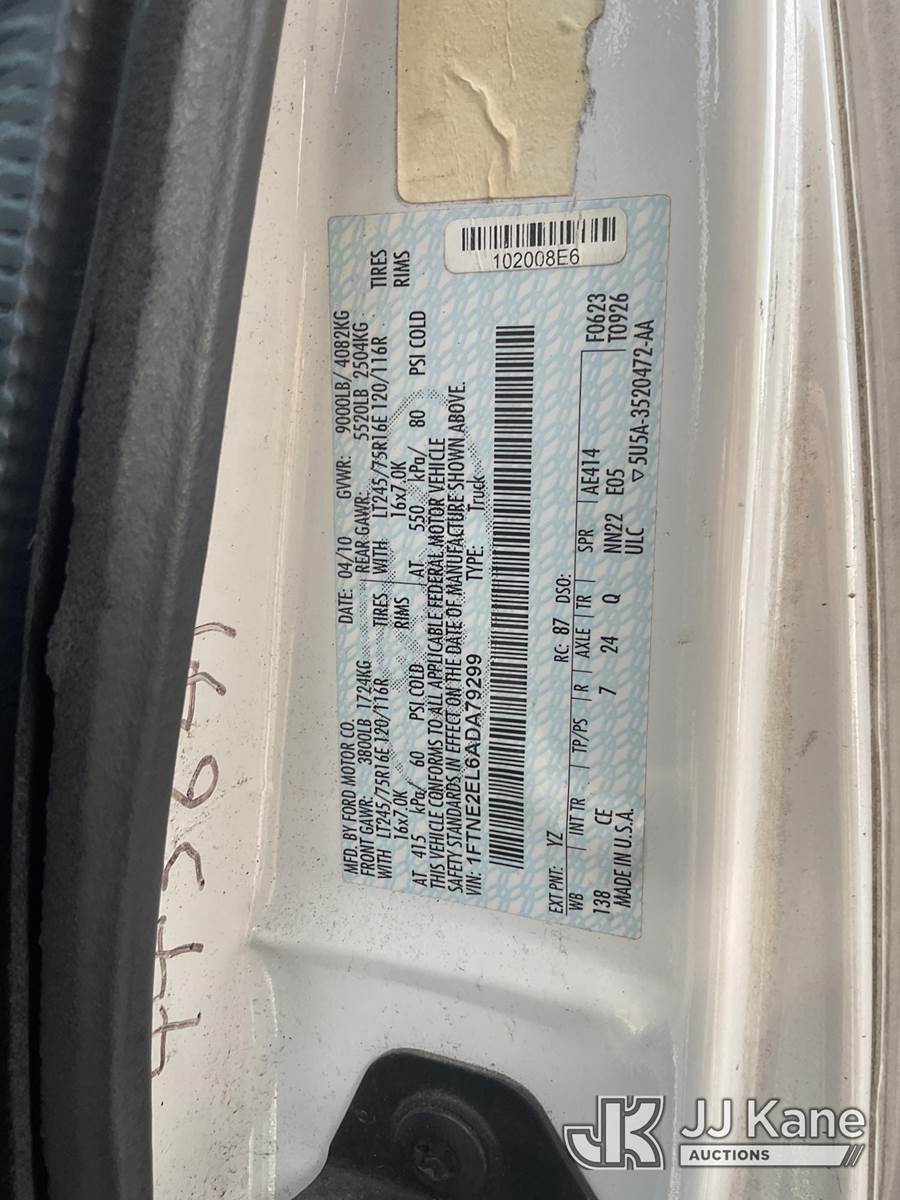 MFD. BY FORD MOTOR CO. DATE: 04/10 GVWR: 9000LB/ 4082KG
FRONT GAWR: 3800LB 1724KG REAR GAWR: 5520LB 2504KG
WITH LT245/75R16E 120/116R TIRES WITH LT245/75R16E 120/116R TIRES
16x7.0K RIMS 16x7.0K RIMS
AT 415 kPa/ 60 PSI COLD AT 550 kPa/ 80 PSI COLD
THIS VEHICLE CONFORMS TO ALL APPLICABLE FEDERAL MOTOR VEHICLE
SAFETY STANDARDS IN EFFECT ON THE DATE OF MANUFACTURE SHOWN ABOVE.
VIN: 1FTNE2EL6ADA79299 TYPE: Truck
102008E6
EXT PNT: YZ RC: 87 DSO:
WB INT TR TP/PS R AXLE TR SPR AE414 F0623
138 CE 7 24 Q NN22 E05 T0926
MADE IN U.S.A. ULC ▽5U5A-3520472-AA
JK JJ Kane
AUCTIONS